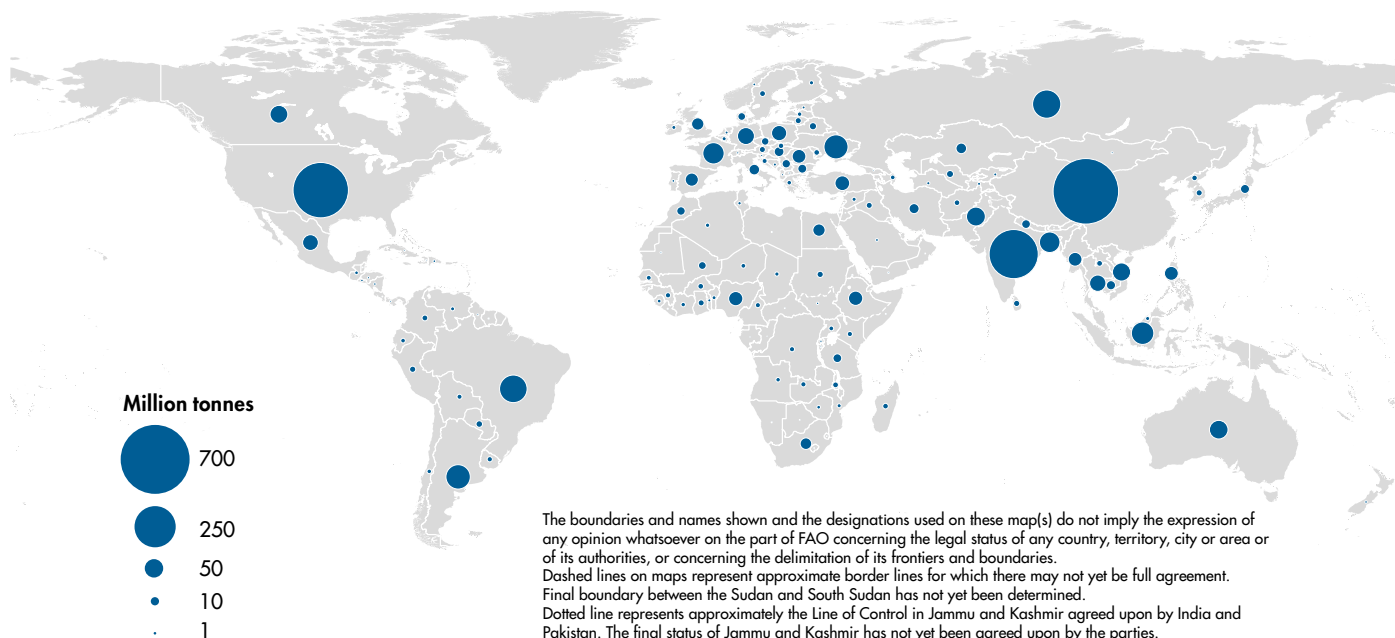 Million tonnes
700
250
50
10
1
The boundaries and names shown and the designations used on these map(s) do not imply the expression of
any opinion whatsoever on the part of FAO concerning the legal status of any country, territory, city or area or
of its authorities, or concerning the delimitation of its frontiers and boundaries.
Dashed lines on maps represent approximate border lines for which there may not yet be full agreement.
Final boundary between the Sudan and South Sudan has not yet been determined.
Dotted line represents approximately the Line of Control in Jammu and Kashmir agreed upon by India and
Pakistan. The final status of Jammu and Kashmir has not yet been agreed upon by the parties.